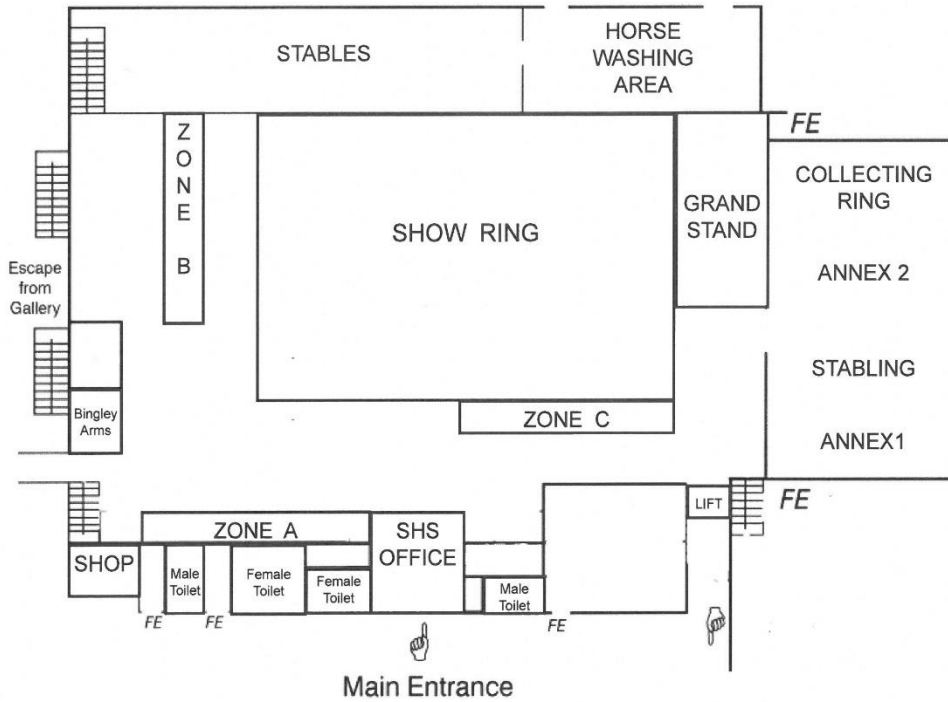 STABLES
HORSE
WASHING
AREA
FE
Z
O
N
E
B
SHOW RING
GRAND
STAND
COLLECTING
RING
ANNEX 2
Escape
from
Gallery
STABLING
Bingley
Arms
ZONE C
ANNEX1
LIFT
FE
ZONE A
SHS
OFFICE
SHOP
Male
Toilet
Female
Toilet
Female
Toilet
Male
Toilet
FE
FE
FE
Main Entrance